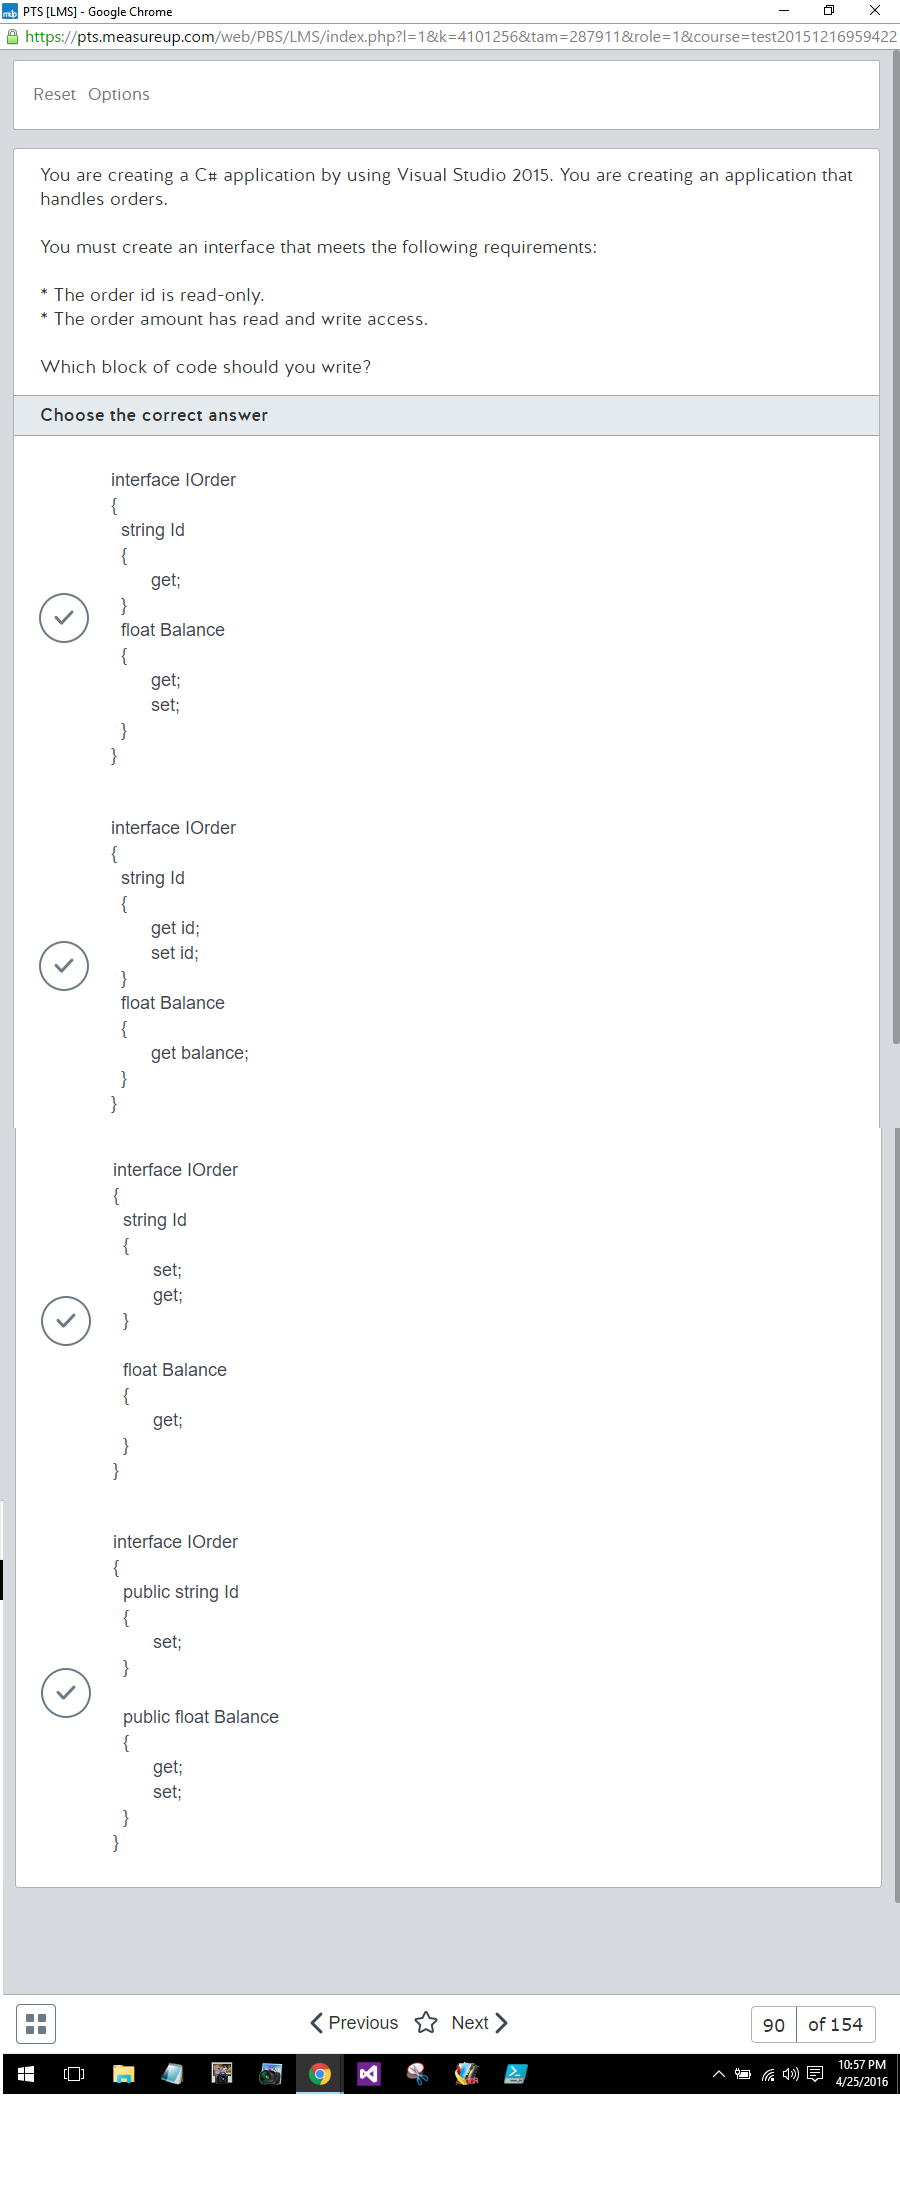 PTS [LMS] - Google Chrome
https://pts.measureup.com/web/PBS/LMS/index.php?l=1&k=4101256&tam=287911&role=1&course=test20151216959422
Reset Options
You are creating a C# application by using Visual Studio 2015. You are creating an application that
handles orders.
You must create an interface that meets the following requirements:
* The order id is read-only.
* The order amount has read and write access.
Which block of code should you write?
Choose the correct answer
interface IOrder
{
string Id
{
get;
}
float Balance
{
get;
set;
}
}
interface IOrder
{
string Id
{
get id;
set id;
}
float Balance
{
get balance;
}
}
interface IOrder
{
string Id
{
set;
get;
}
float Balance
{
get;
}
}
interface IOrder
{
public string Id
{
set;
}
public float Balance
{
get;
set;
}
}
Previous Next
90 of 154
10:57 PM
4/25/2016